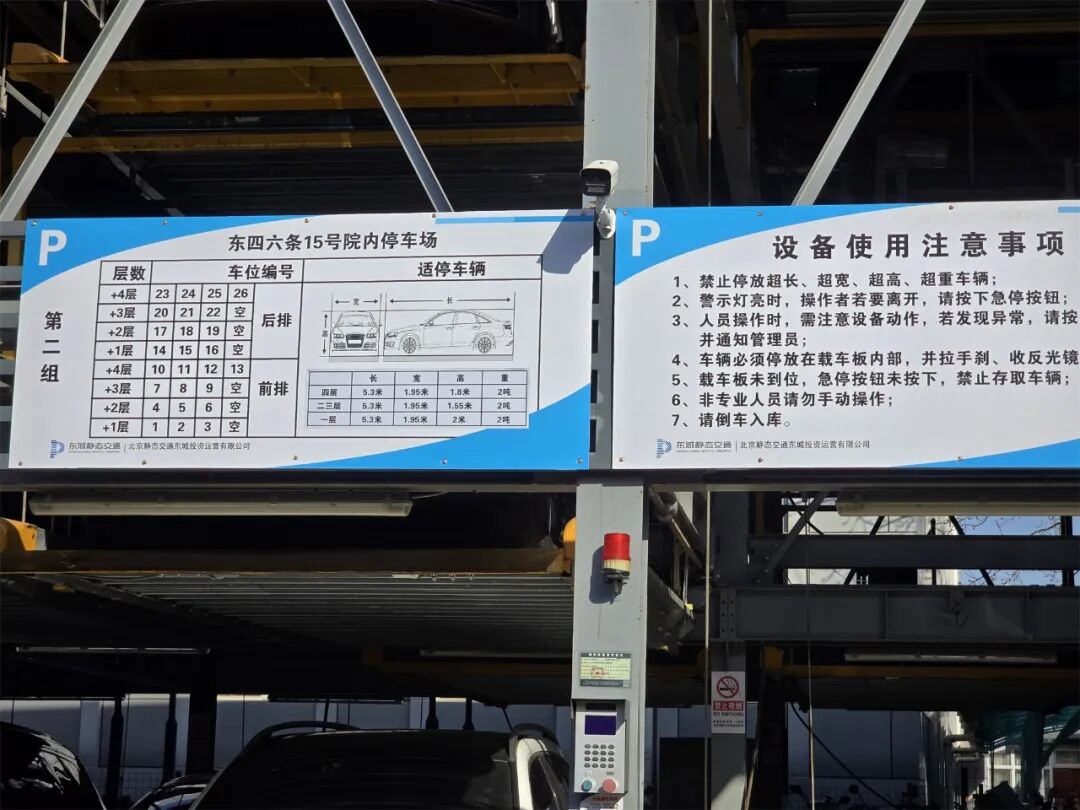 P
东四六条15号院内停车场
第二组
层数 车位编号 适停车辆
+4层 23 24 25 26
+3层 20 21 22 空
+2层 17 18 19 空
+1层 14 15 16 空
后排
+4层 10 11 12 13
+3层 7 8 9 空
+2层 4 5 6 空
+1层 1 2 3 空
前排
宽 长
高
长 宽 高 重
四层 5.3米 1.95米 1.8米 2吨
二三层 5.3米 1.95米 1.55米 2吨
一层 5.3米 1.95米 2米 2吨
东城静态交通 | 北京静态交通东城投资运营有限公司
P
设备使用注意事项
1、禁止停放超长、超宽、超高、超重车辆；
2、警示灯亮时，操作者若要离开，请按下急停按钮；
3、人员操作时，需注意设备动作，若发现异常，请按
并通知管理员；
4、车辆必须停放在载车板内部，并拉手刹、收反光镜
5、载车板未到位，急停按钮未按下，禁止存取车辆；
6、非专业人员请勿手动操作；
7、请倒车入库。
东城静态交通 | 北京静态交通东城投资运营有限公司
禁止吸烟
NO SMOKING